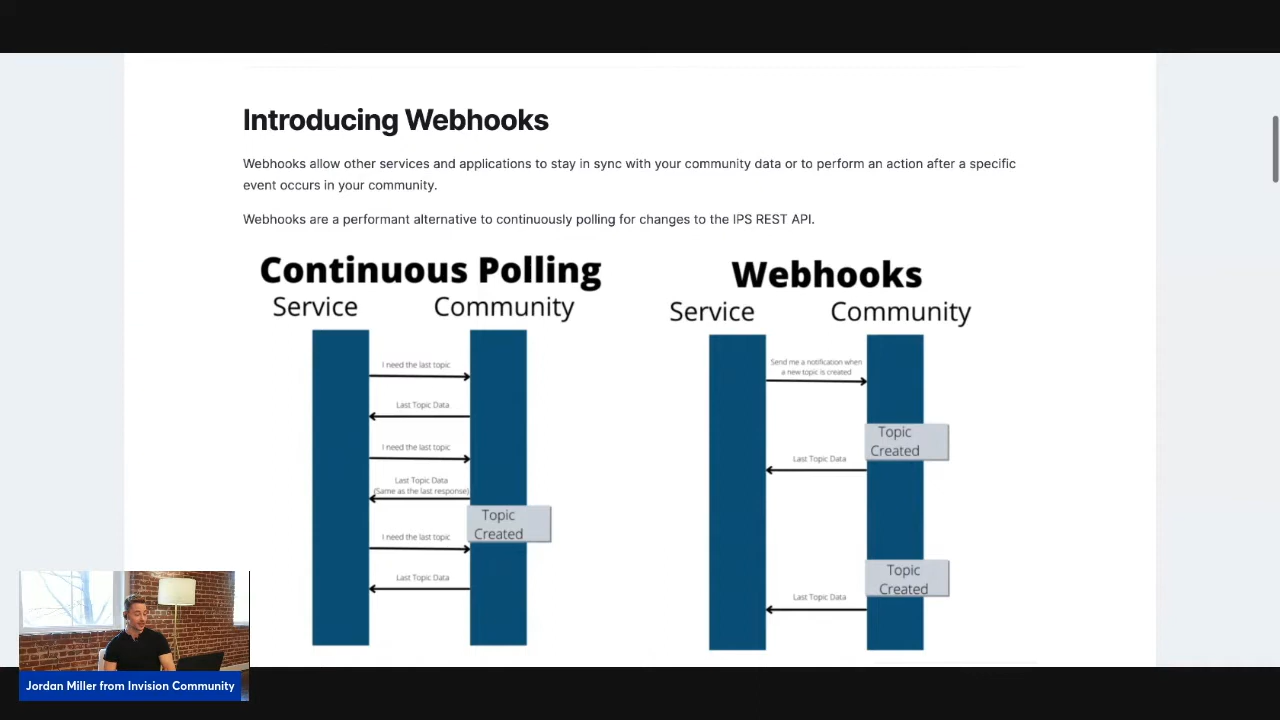 Introducing Webhooks
Webhooks allow other services and applications to stay in sync with your community data or to perform an action after a specific
event occurs in your community.
Webhooks are a performant alternative to continuously polling for changes to the IPS REST API.
Continuous Polling
Service
Community
I need the last topic
Last Topic Data
I need the last topic
Last Topic Data
(Same as the last response)
Topic
Created
I need the last topic
Last Topic Data
Webhooks
Service
Community
Send me a notification when
a new topic is created
Topic
Created
Last Topic Data
Topic
Created
Last Topic Data
Jordan Miller from Invision Community